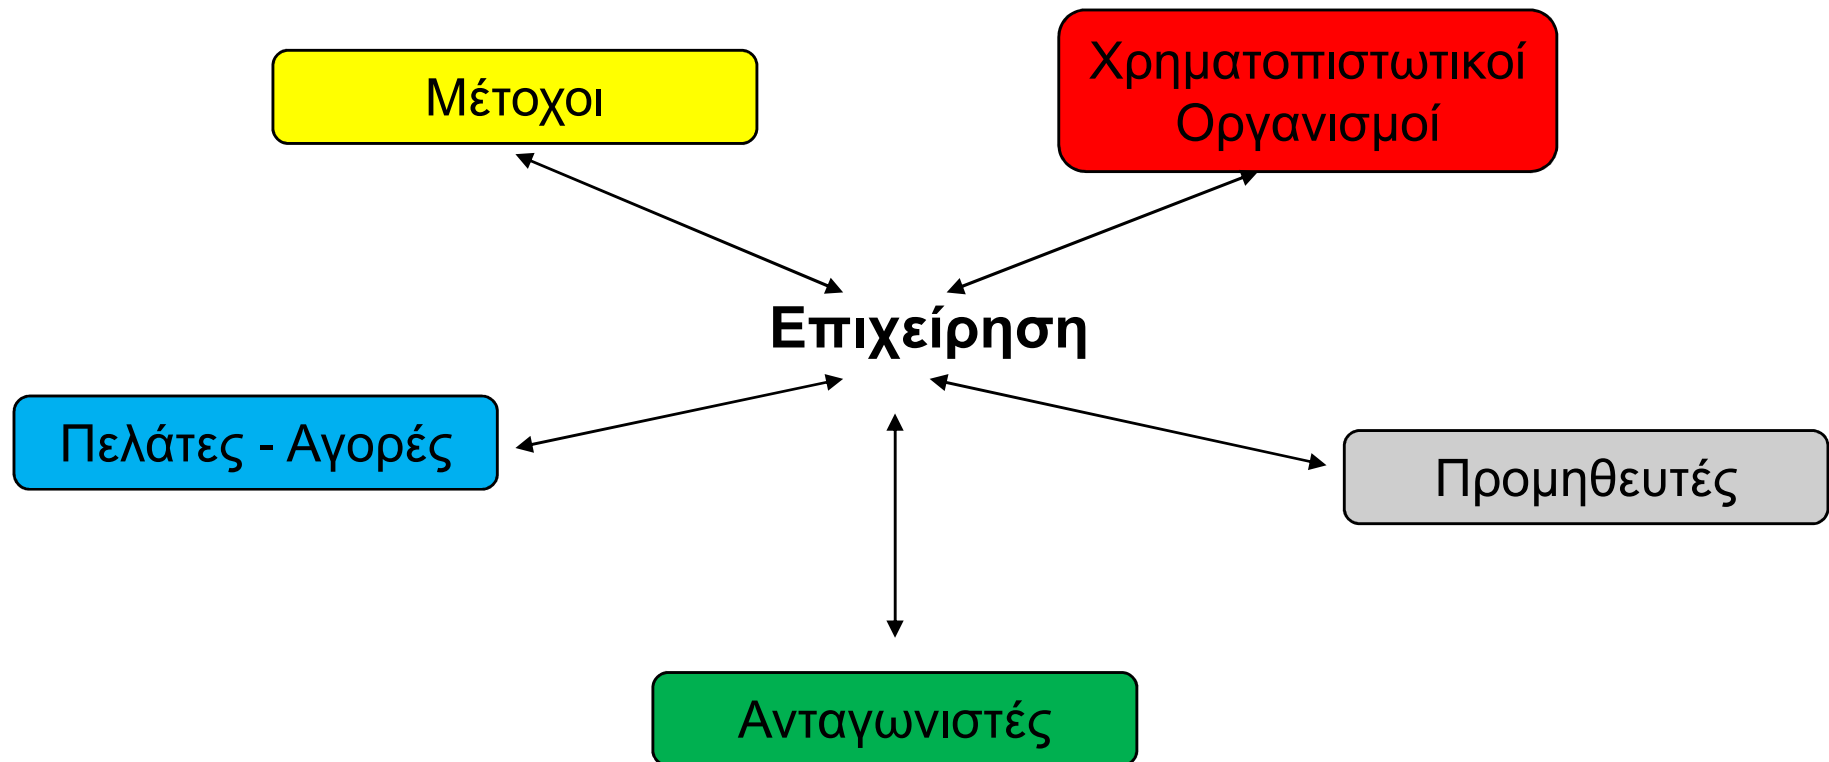 Μέτοχοι
Χρηματοπιστωτικοί
Οργανισμοί
Επιχείρηση
Πελάτες - Αγορές
Προμηθευτές
Ανταγωνιστές